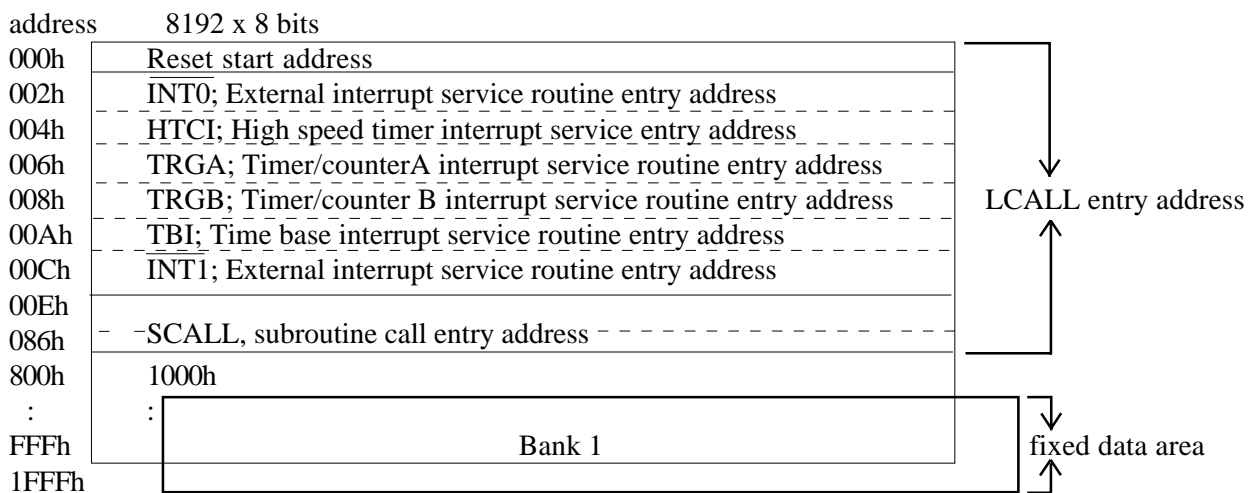 address 8192 x 8 bits
000h Reset start address
002h INT0; External interrupt service routine entry address
004h HTCI; High speed timer interrupt service entry address
006h TRGA; Timer/counterA interrupt service routine entry address
008h TRGB; Timer/counter B interrupt service routine entry address LCALL entry address
00Ah TBI; Time base interrupt service routine entry address
00Ch INT1; External interrupt service routine entry address
00Eh
086h SCALL, subroutine call entry address
800h 1000h
: :
FFFh Bank 1 fixed data area
1FFFh